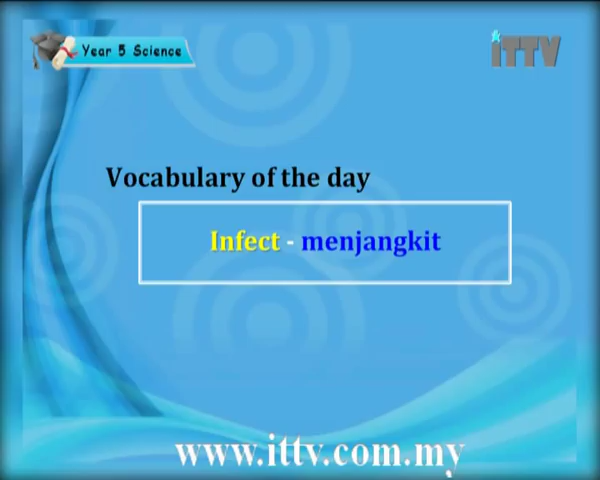 Year 5 Science
iTTV
Vocabulary of the day
Infect - menjangkit
www.ittv.com.my